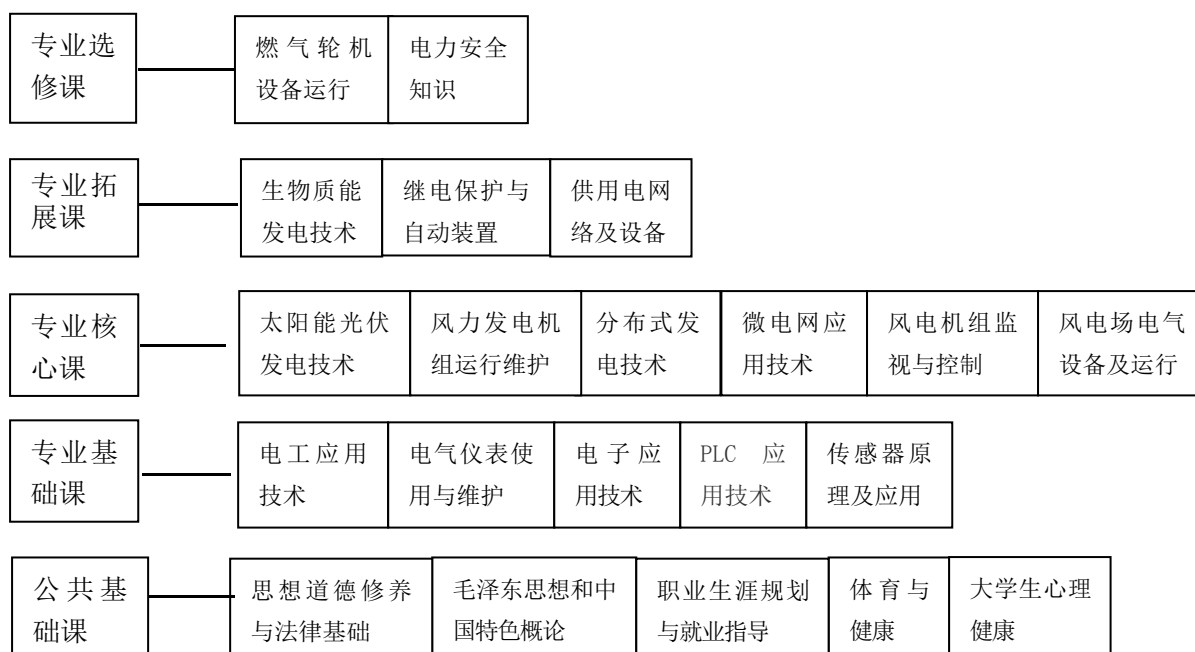 专业选
修课
燃气轮机
设备运行
电力安全
知识
专业拓
展课
生物质能
发电技术
继电保护与
自动装置
供用电网
络及设备
专业核
心课
太阳能光伏
发电技术
风力发电机
组运行维护
分布式发
电技术
微电网应
用技术
风电机组监
视与控制
风电场电气
设备及运行
专业基
础课
电工应用
技术
电气仪表使
用与维护
电子应
用技术
PLC 应
用技术
传感器原
理及应用
公共基
础课
思想道德修养
与法律基础
毛泽东思想和中
国特色概论
职业生涯规划
与就业指导
体育与
健康
大学生心理
健康